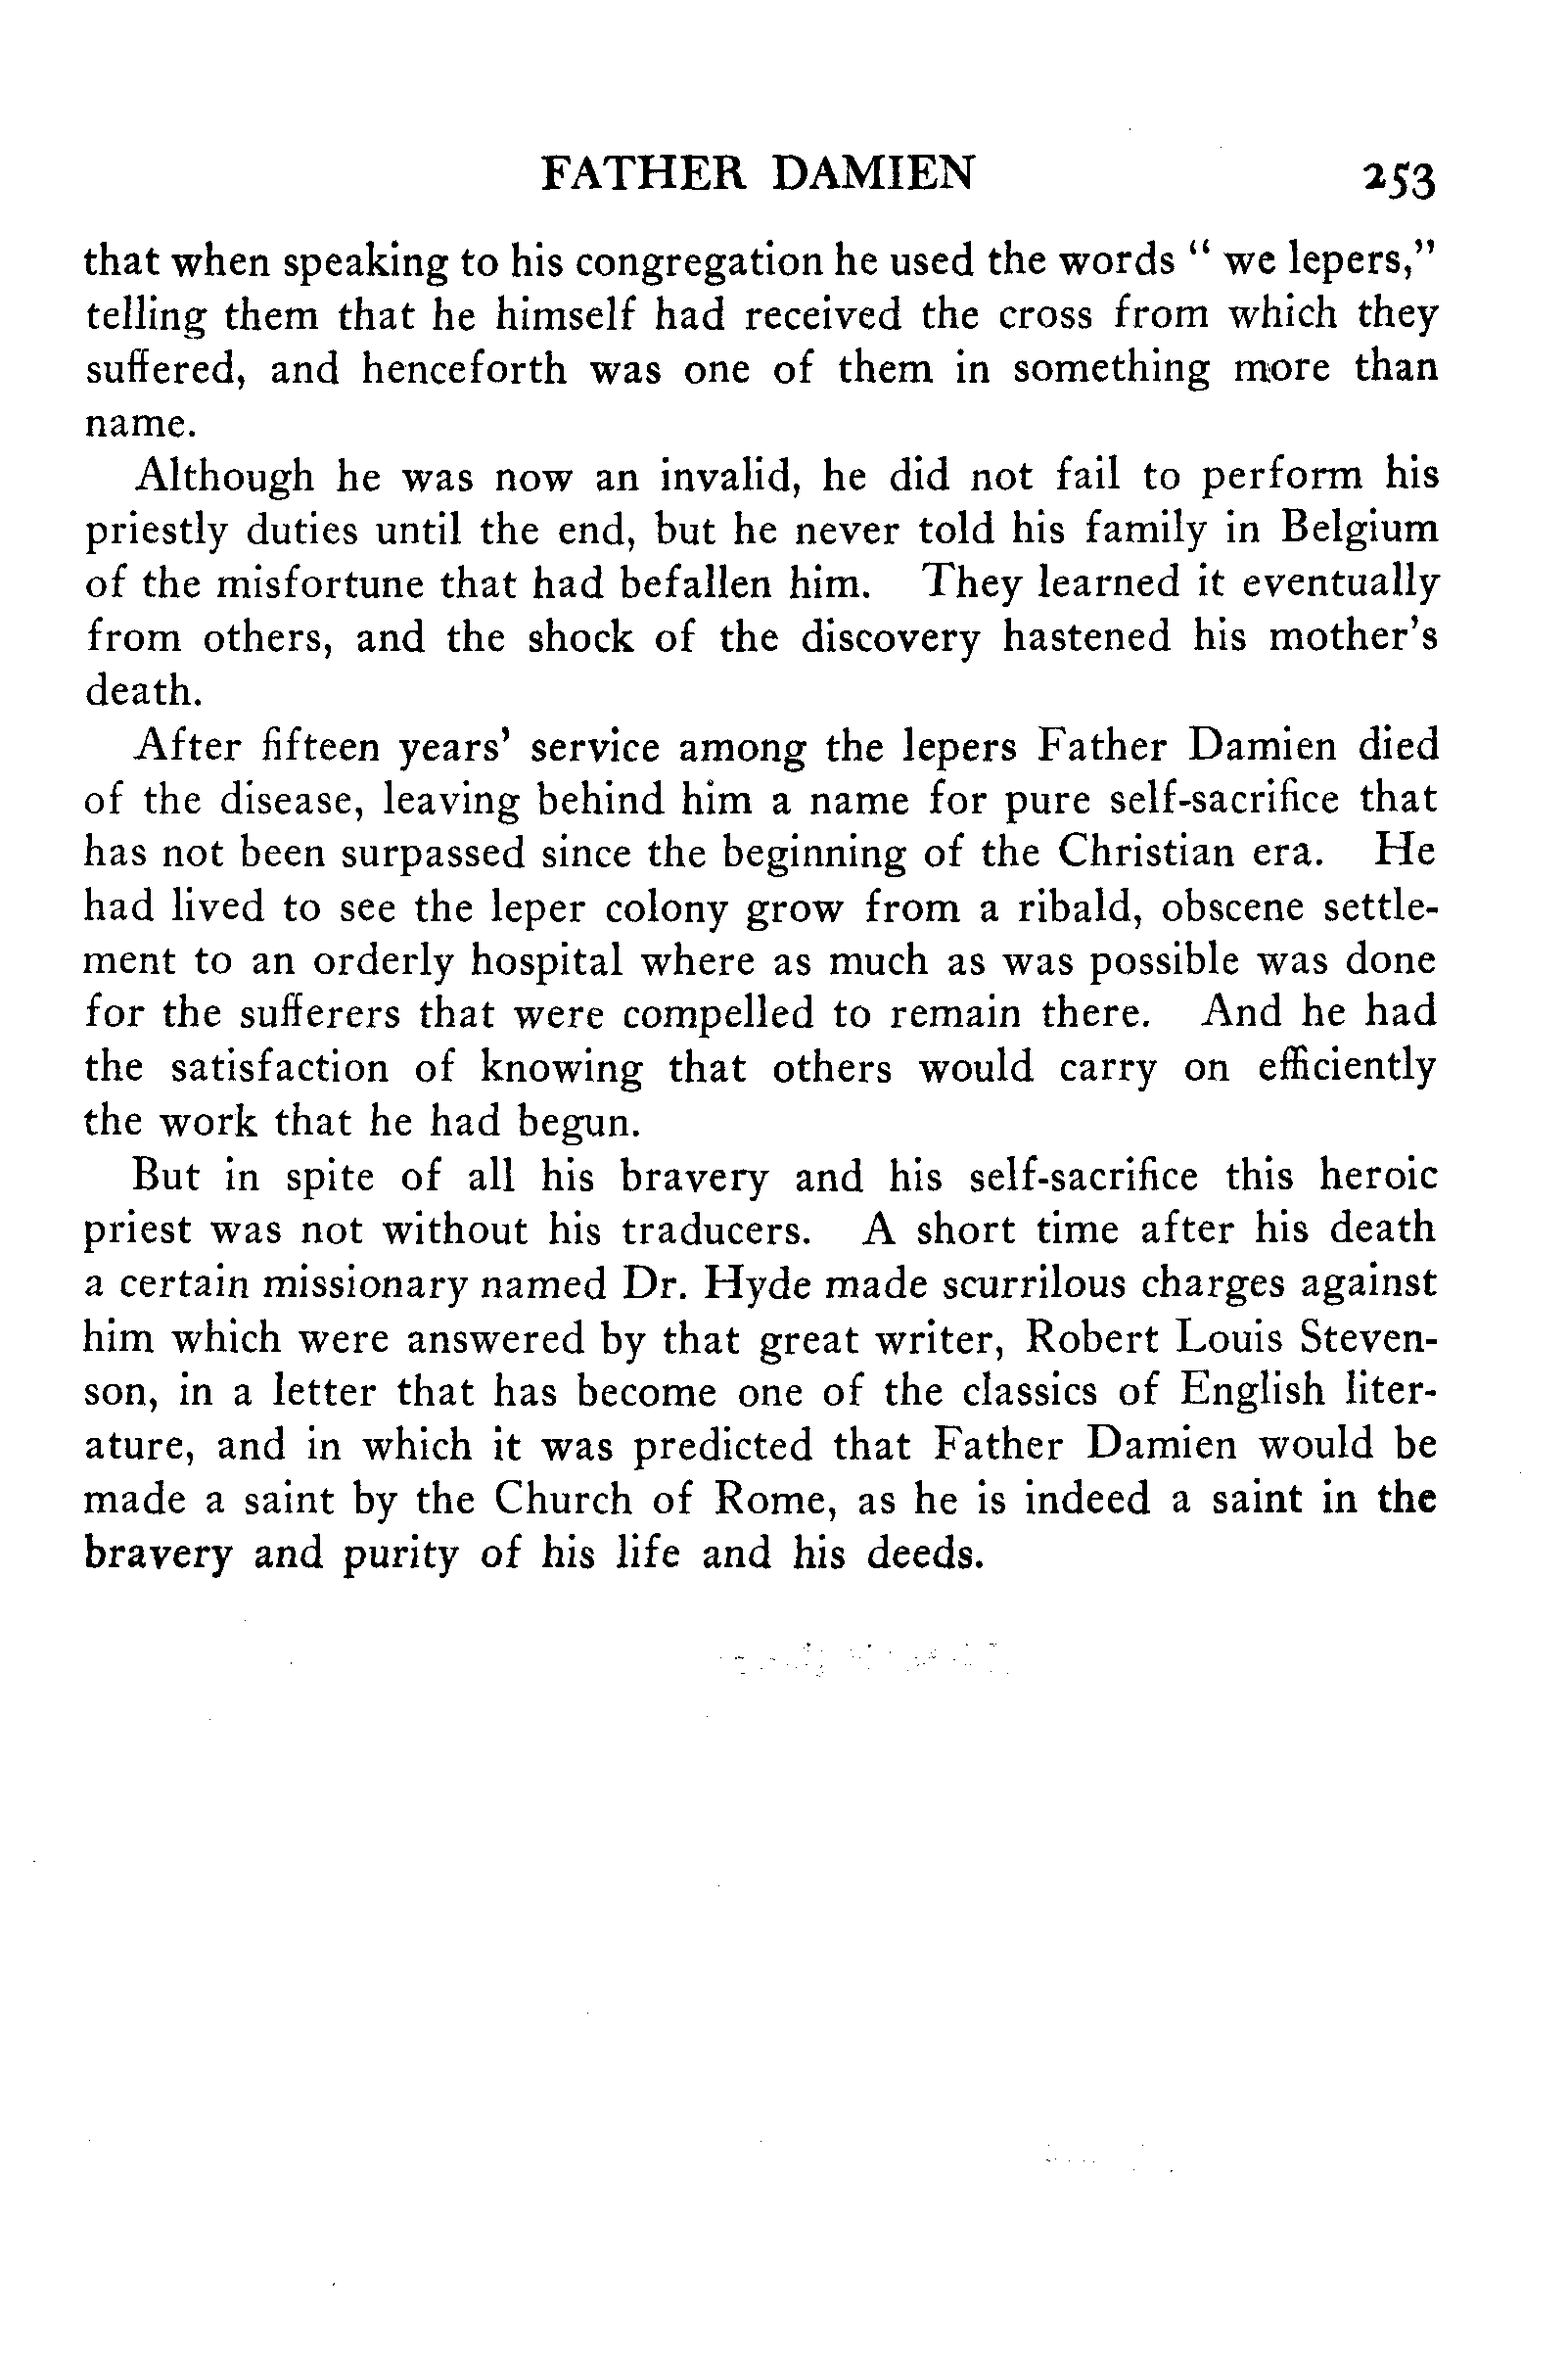 FATHER DAMIEN 253
that when speaking to his congregation he used the words " we lepers,"
telling them that he himself had received the cross from which they
suffered, and henceforth was one of them in something more than
name.
Although he was now an invalid, he did not fail to perform his
priestly duties until the end, but he never told his family in Belgium
of the misfortune that had befallen him. They learned it eventually
from others, and the shock of the discovery hastened his mother's
death.
After fifteen years' service among the lepers Father Damien died
of the disease, leaving behind him a name for pure self-sacrifice that
has not been surpassed since the beginning of the Christian era. He
had lived to see the leper colony grow from a ribald, obscene settle-
ment to an orderly hospital where as much as was possible was done
for the sufferers that were compelled to remain there. And he had
the satisfaction of knowing that others would carry on efficiently
the work that he had begun.
But in spite of all his bravery and his self-sacrifice this heroic
priest was not without his traducers. A short time after his death
a certain missionary named Dr. Hyde made scurrilous charges against
him which were answered by that great writer, Robert Louis Steven-
son, in a letter that has become one of the classics of English liter-
ature, and in which it was predicted that Father Damien would be
made a saint by the Church of Rome, as he is indeed a saint in the
bravery and purity of his life and his deeds.